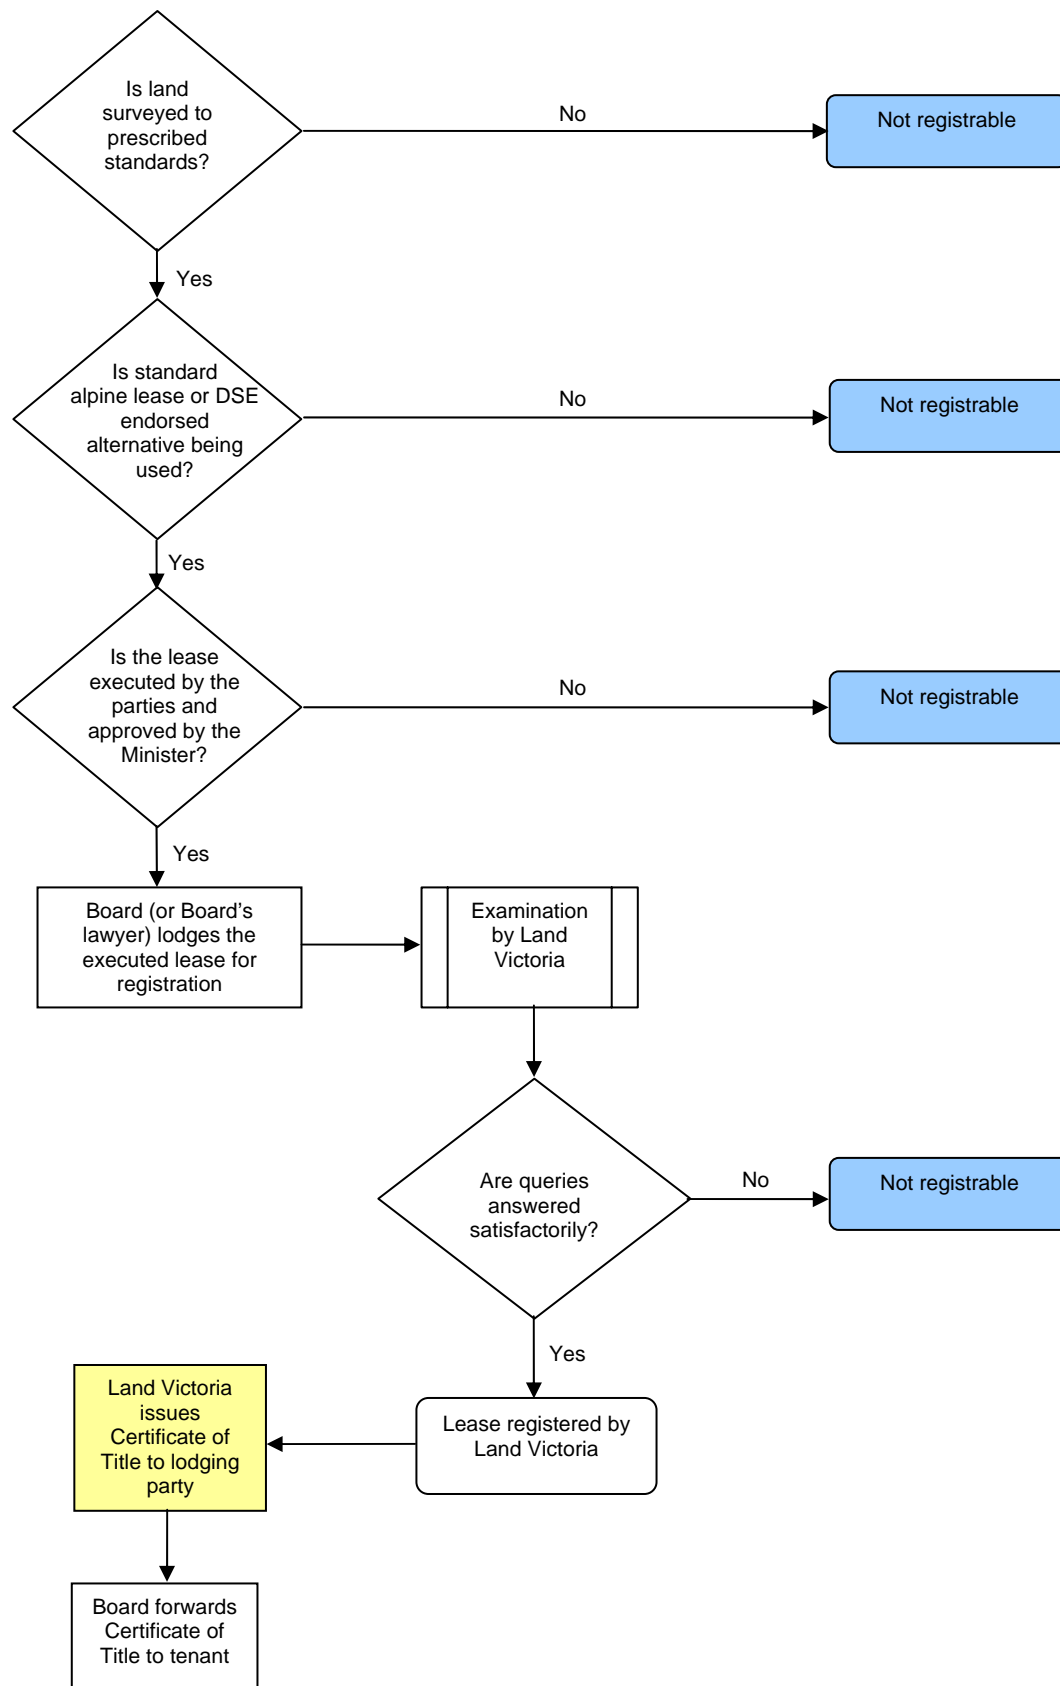 Is land
surveyed to
prescribed
standards?
No
Not registrable
Yes
Is standard
alpine lease or DSE
endorsed
alternative being
used?
No
Not registrable
Yes
Is the lease
executed by the
parties and
approved by the
Minister?
No
Not registrable
Yes
Board (or Board's
lawyer) lodges the
executed lease for
registration
Examination
by Land
Victoria
Are queries
answered
satisfactorily?
No
Not registrable
Yes
Lease registered by
Land Victoria
Land Victoria
issues
Certificate of
Title to lodging
party
Board forwards
Certificate of
Title to tenant